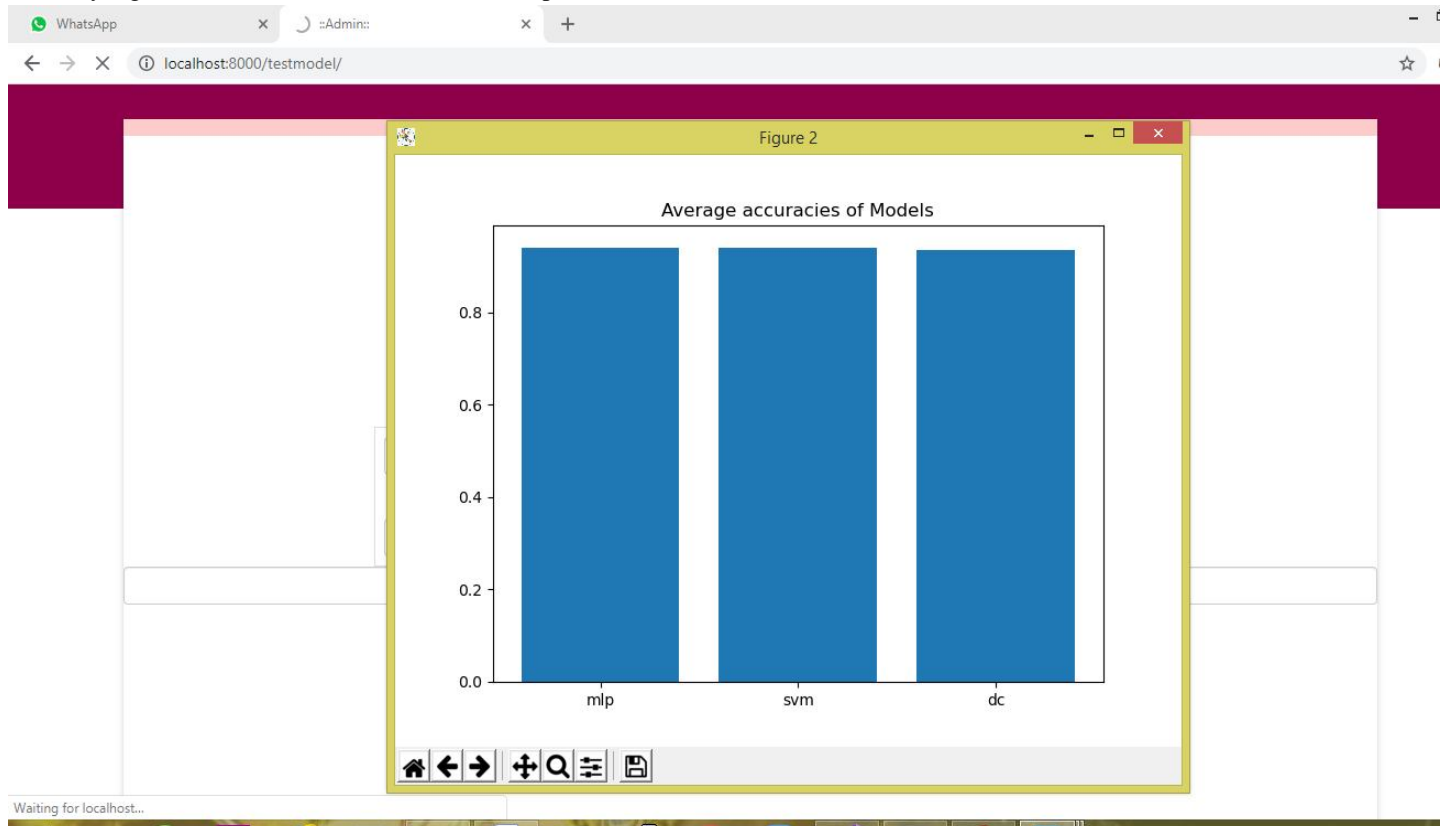 WhatsApp
::Admin::
localhost:8000/testmodel/
Figure 2
Average accuracies of Models
0.8
0.6
0.4
0.2
0.0
mlp svm dc
Waiting for localhost...